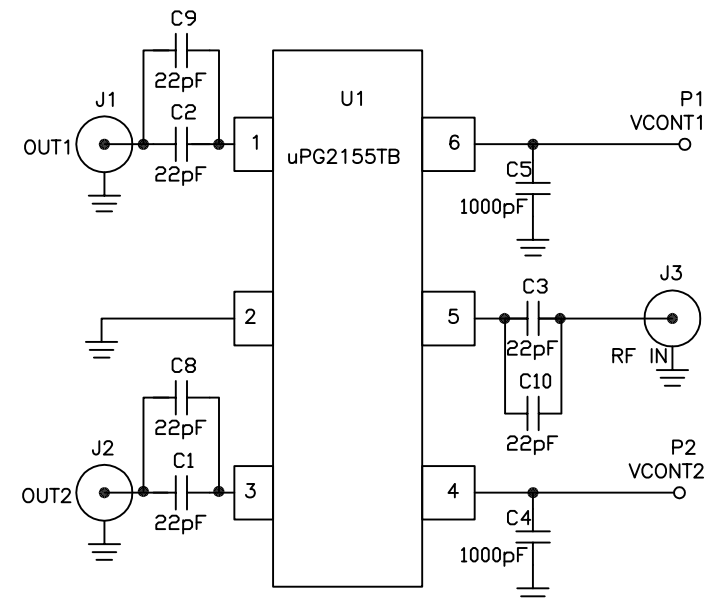 C9
22pF
J1
C2
OUT1
22pF
1
U1
uPG2155TB
6
P1
VCONT1
C5
1000pF
2
5
C3
22pF
J3
RF IN
C10
22pF
C8
22pF
J2
C1
OUT2
22pF
3
4
P2
VCONT2
C4
1000pF